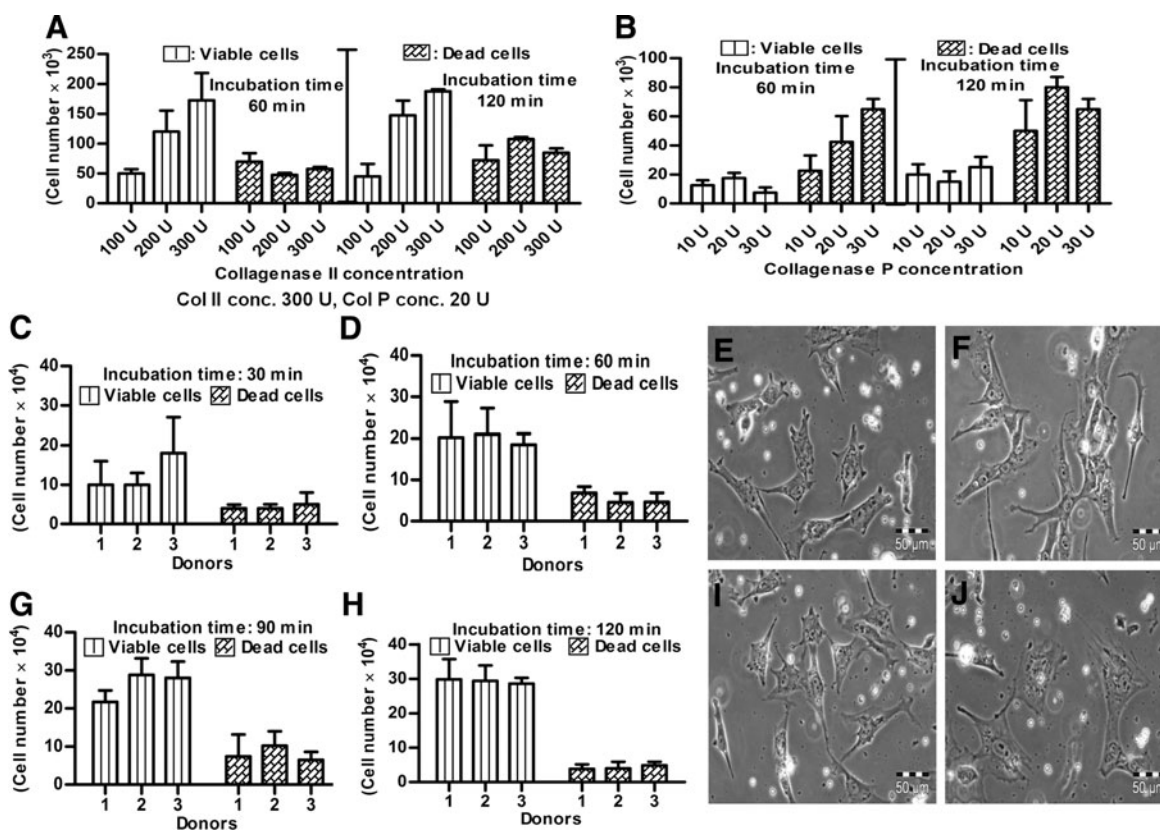 A
: Viable cells
: Dead cells
Incubation time
60 min
Incubation time
120 min
(Cell number × 10³)
250
200
150
100
50
0
100 U 200 U 300 U 100 U 200 U 300 U 100 U 200 U 300 U 100 U 200 U 300 U
Collagenase II concentration
B
: Viable cells
: Dead cells
Incubation time
60 min
Incubation time
120 min
(Cell number × 10³)
100
80
60
40
20
0
10 U 20 U 30 U 10 U 20 U 30 U 10 U 20 U 30 U 10 U 20 U 30 U
Collagenase P concentration
Col II conc. 300 U, Col P conc. 20 U
C
Incubation time: 30 min
Viable cells Dead cells
(Cell number × 10⁴)
40
30
20
10
0
1 2 3 1 2 3
Donors
D
Incubation time: 60 min
Viable cells Dead cells
(Cell number × 10⁴)
40
30
20
10
0
1 2 3 1 2 3
Donors
E
50 µm
F
50 µm
G
Incubation time: 90 min
Viable cells Dead cells
(Cell number × 10⁴)
40
30
20
10
0
1 2 3 1 2 3
Donors
H
Incubation time: 120 min
Viable cells Dead cells
(Cell number × 10⁴)
40
30
20
10
0
1 2 3 1 2 3
Donors
I
50 µm
J
50 µm